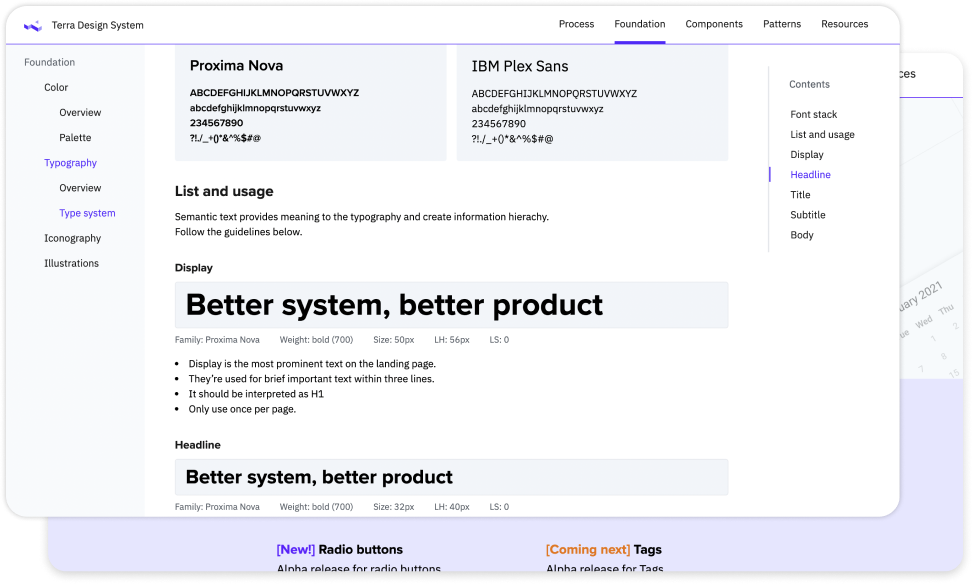 Terra Design System
Process Foundation Components Patterns Resources
Foundation
Color
Overview
Palette
Typography
Overview
Type system
Iconography
Illustrations
Proxima Nova
ABCDEFGHIJKLMNOPQRSTUVWXYZ
abcdefghijklmnopqrstuvwxyz
234567890
?!./_+()*&^%$#@
IBM Plex Sans
ABCDEFGHIJKLMNOPQRSTUVWXYZ
abcdefghijklmnopqrstuvwxyz
234567890
?!./_+()*&^%$#@
List and usage
Semantic text provides meaning to the typography and create information hierachy.
Follow the guidelines below.
Display
Better system, better product
Family: Proxima Nova Weight: bold (700) Size: 50px LH: 56px LS: 0
• Display is the most prominent text on the landing page.
• They’re used for brief important text within three lines.
• It should be interpreted as H1
• Only use once per page.
Headline
Better system, better product
Family: Proxima Nova Weight: bold (700) Size: 32px LH: 40px LS: 0
Contents
Font stack
List and usage
Display
Headline
Title
Subtitle
Body
ces
uary 2021
ue Wed Thu
1 2
7 8
15
[New!] Radio buttons
Alpha release for radio buttons
[Coming next] Tags
Alpha release for Tags